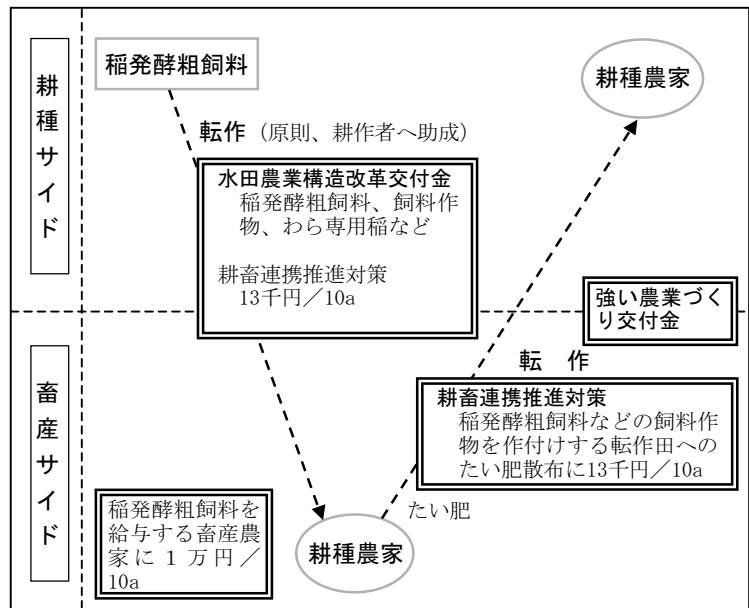 耕種サイド
稲発酵粗飼料
耕種農家
転作（原則、耕作者へ助成）
水田農業構造改革交付金
稲発酵粗飼料、飼料作
物、わら専用稲など
耕畜連携推進対策
13千円／10a
強い農業づく
り交付金
転　作
耕畜連携推進対策
稲発酵粗飼料などの飼料作
物を作付けする転作田への
たい肥散布に13千円／10a
畜産サイド
稲発酵粗飼料を
給与する畜産農
家に１万円／
10a
耕種農家
たい肥